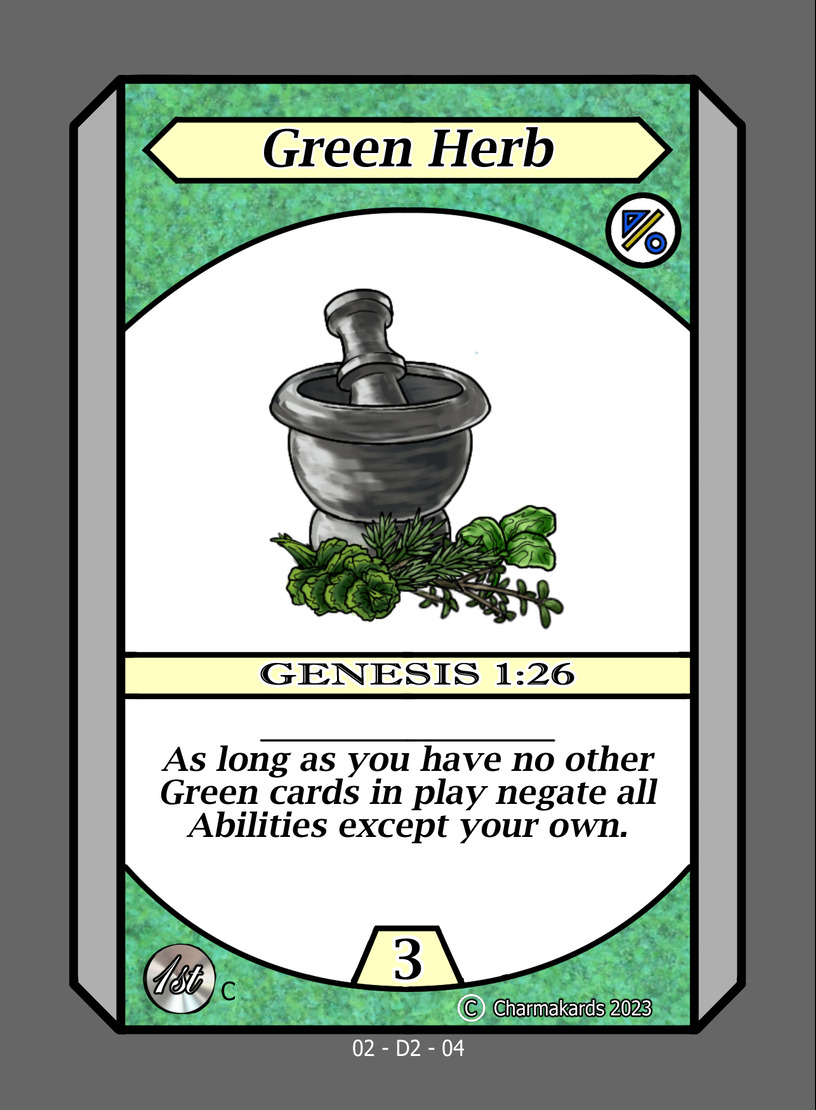 Green Herb
GENESIS 1:26
As long as you have no other
Green cards in play negate all
Abilities except your own.
3
1st C
© Charmakards 2023
02 - D2 - 04